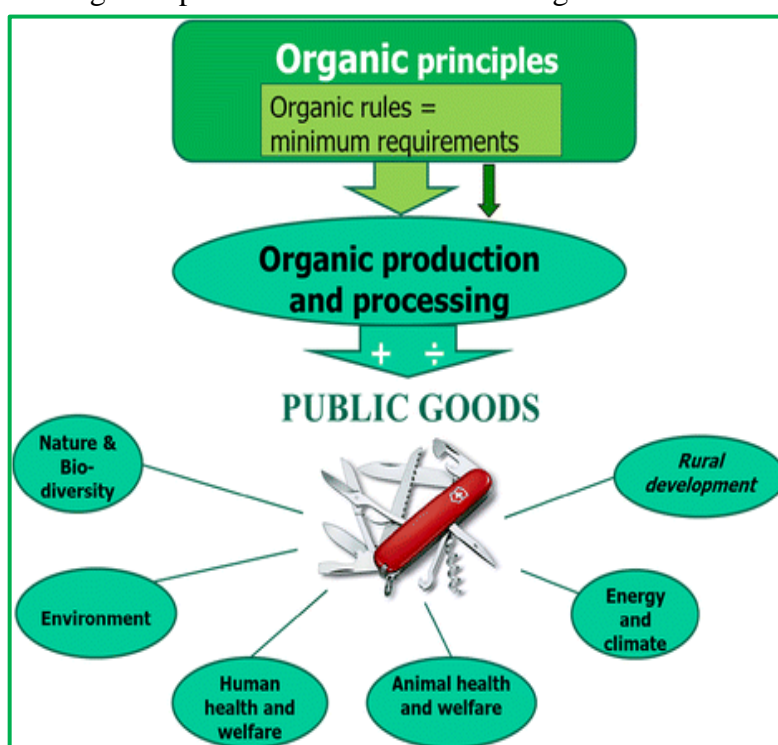 Organic principles
Organic rules =
minimum requirements
Organic production
and processing
+ ÷
PUBLIC GOODS
Nature &
Bio-
diversity
Rural
development
Environment
Energy
and
climate
Human
health and
welfare
Animal health
and welfare